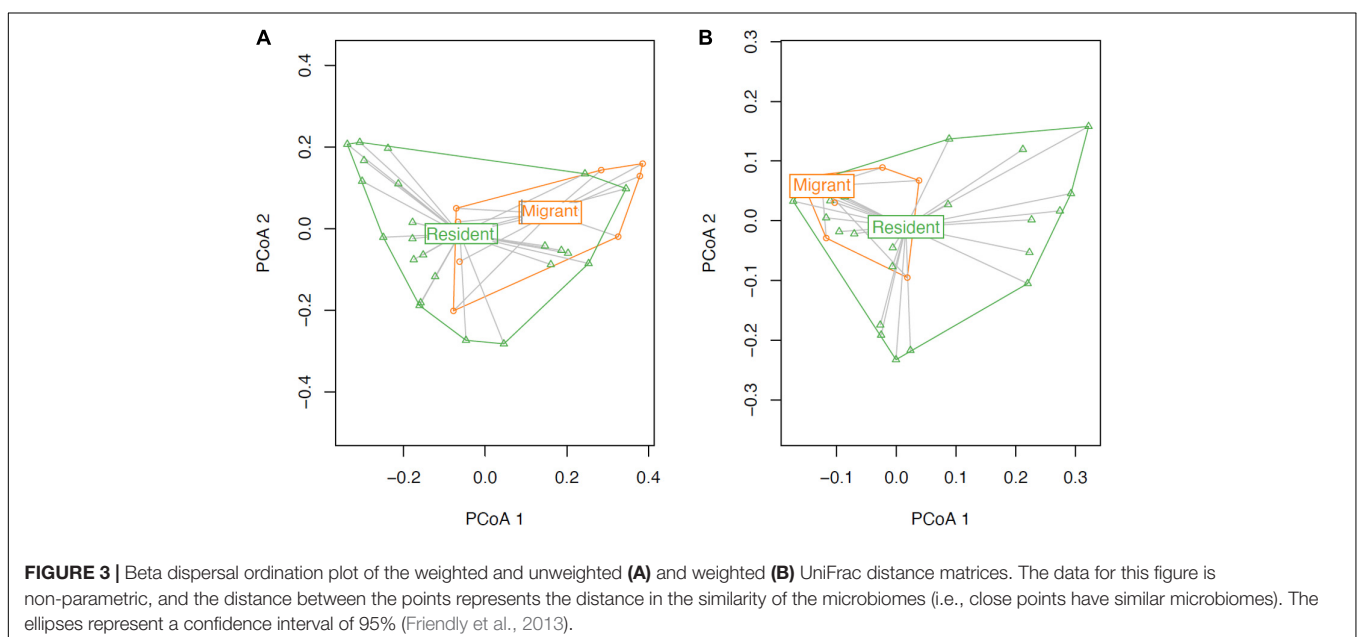 A
B
0.4
0.2
0.0
−0.2
−0.4
PCoA 2
−0.2
0.0
0.2
0.4
PCoA 1
Resident
Migrant
0.3
0.2
0.1
0.0
−0.1
−0.2
−0.3
PCoA 2
−0.1
0.0
0.1
0.2
0.3
PCoA 1
Migrant
Resident
FIGURE 3 | Beta dispersal ordination plot of the weighted and unweighted (A) and weighted (B) UniFrac distance matrices. The data for this figure is
non-parametric, and the distance between the points represents the distance in the similarity of the microbiomes (i.e., close points have similar microbiomes). The
ellipses represent a confidence interval of 95% (Friendly et al., 2013).